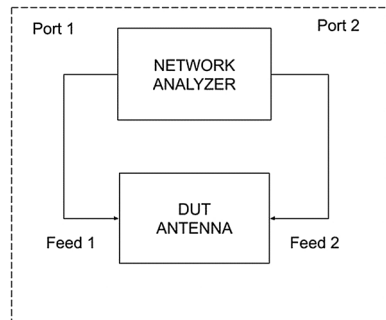 Port 1
Port 2
NETWORK
ANALYZER
DUT
ANTENNA
Feed 1
Feed 2